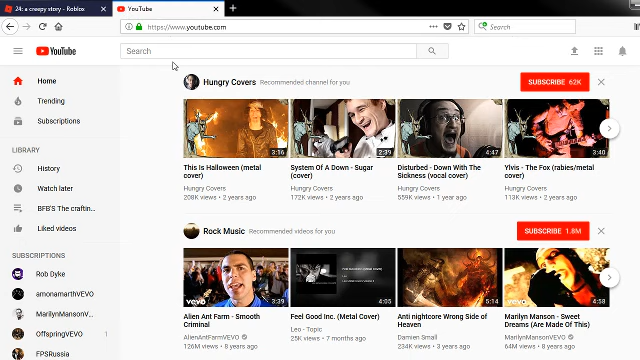 24: a creepy story - Roblox
YouTube
https://www.youtube.com
Search
YouTube
Search
Home
Trending
Subscriptions
LIBRARY
History
Watch later
BFB'S The craftin...
Liked videos
SUBSCRIPTIONS
Rob Dyke
amonamarthVEVO
MarilynMansonV...
OffspringVEVO 1
FPSRussia
Hungry Covers Recommended channel for you
SUBSCRIBE 62K
3:16
2:39
4:47
3:40
This Is Halloween (metal cover)
Hungry Covers
208K views • 2 years ago
System Of A Down - Sugar (cover)
Hungry Covers
172K views • 2 years ago
Disturbed - Down With The Sickness (vocal cover)
Hungry Covers
559K views • 1 year ago
Ylvis - The Fox (rabies/metal cover)
Hungry Covers
113K views • 2 years ago
Rock Music Recommended videos for you
SUBSCRIBE 1.8M
vevo
3:39
4:05
5:14
vevo
4:58
Alien Ant Farm - Smooth Criminal
AlienAntFarmVEVO
126M views • 8 years ago
Feel Good Inc. (Metal Cover)
Leo - Topic
25K views • 7 months ago
Anti nightcore Wrong Side of Heaven
Damien Small
234K views • 3 years ago
Marilyn Manson - Sweet Dreams (Are Made Of This)
MarilynMansonVEVO
64M views • 8 years ago